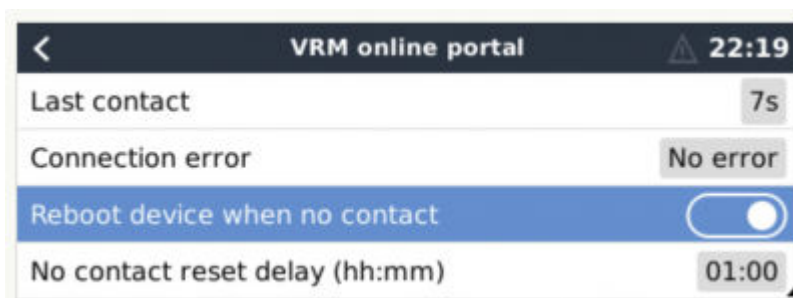 VRM online portal 22:19
Last contact 7s
Connection error No error
Reboot device when no contact
No contact reset delay (hh:mm) 01:00